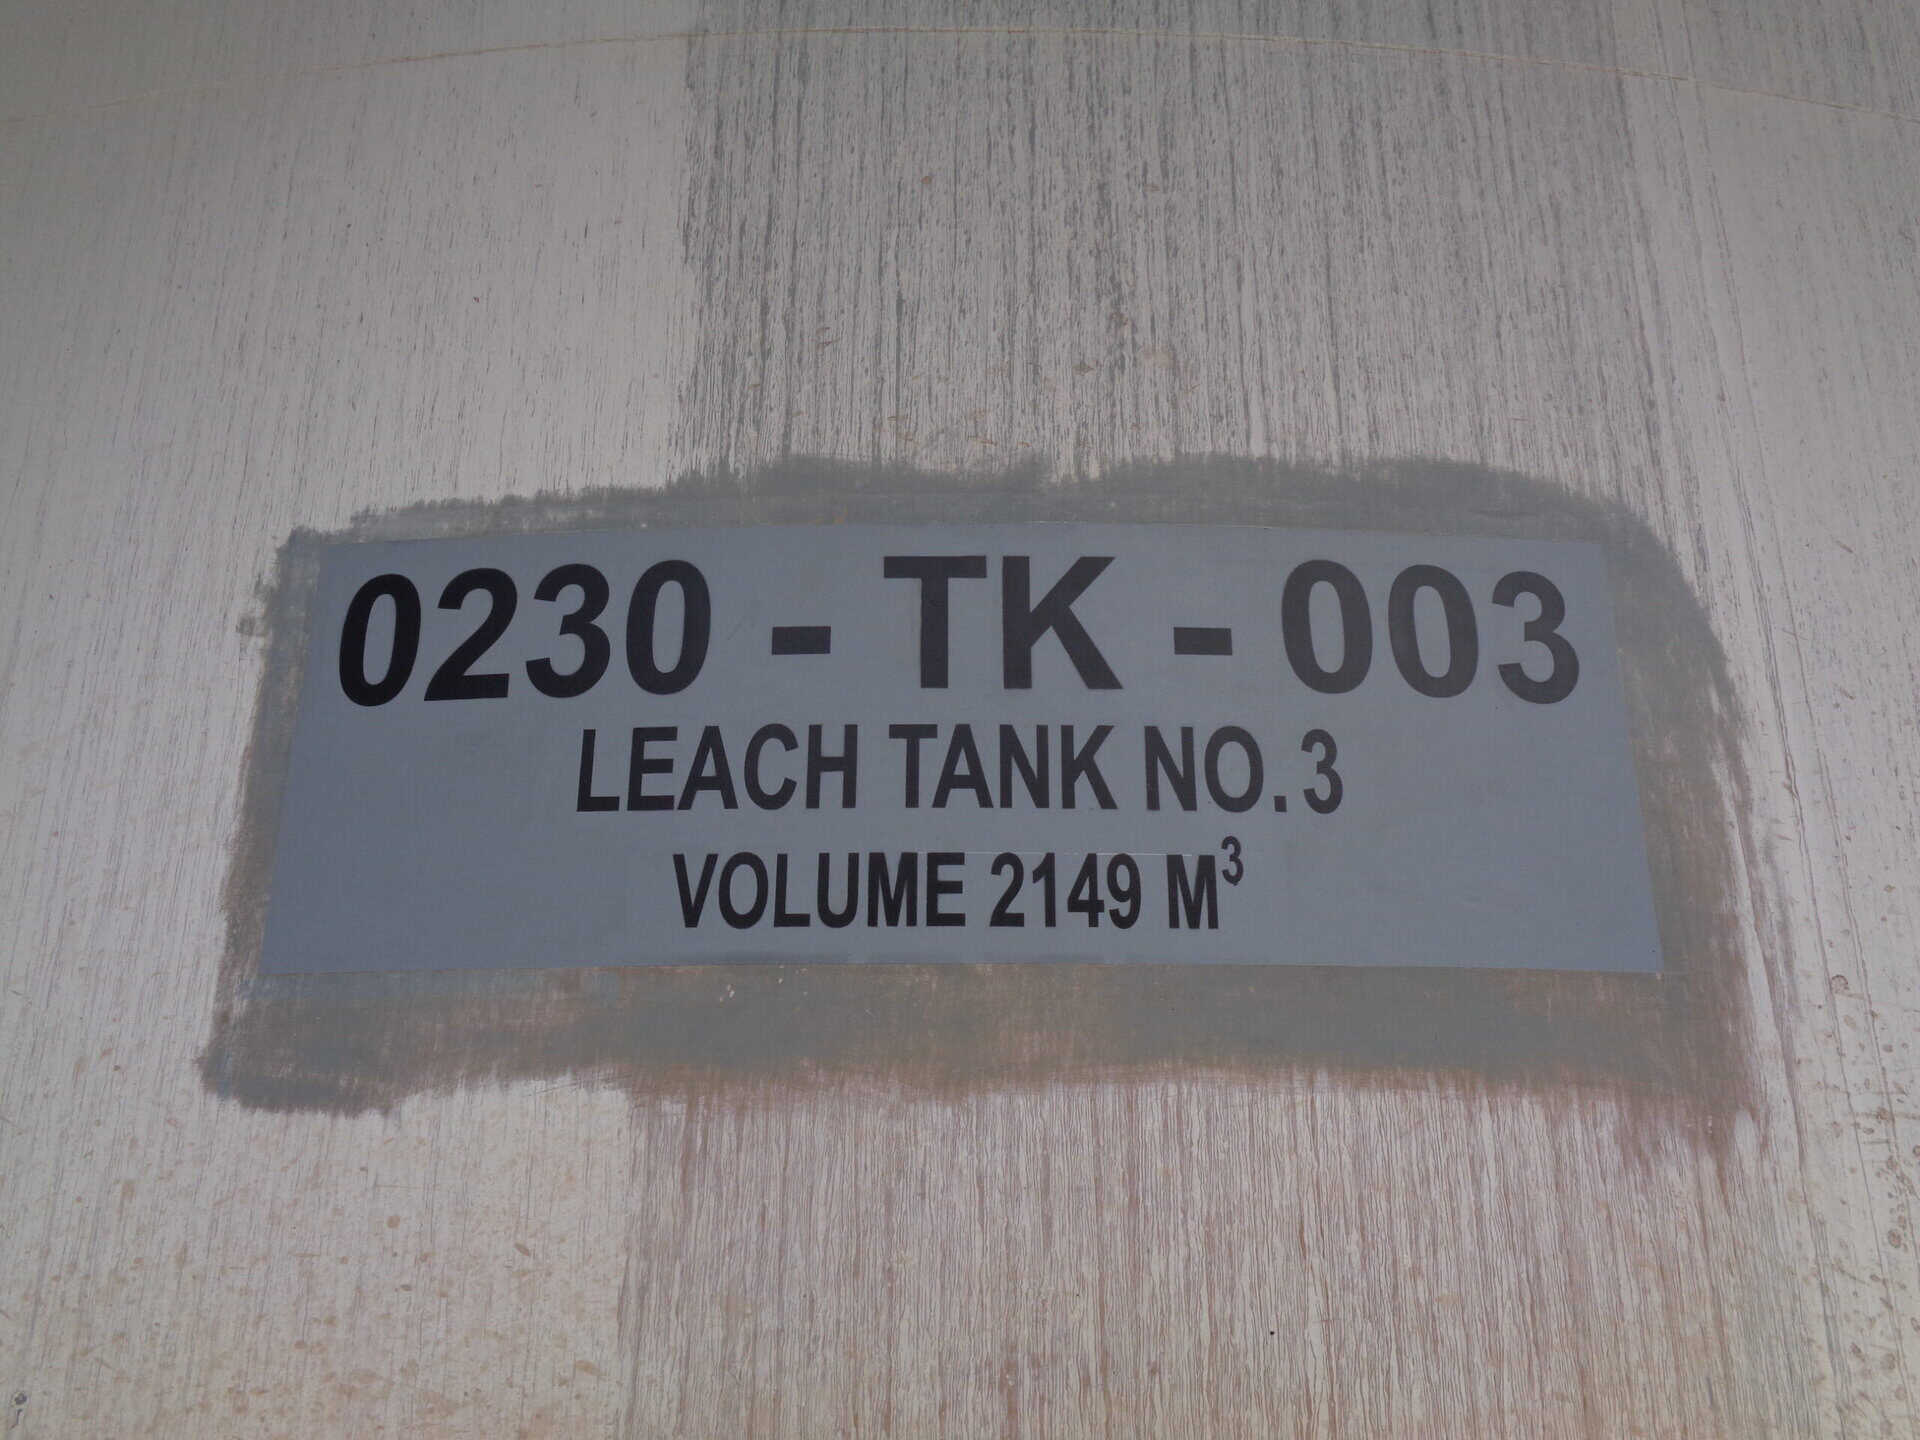 0230 - TK - 003
LEACH TANK NO. 3
VOLUME 2149 M³